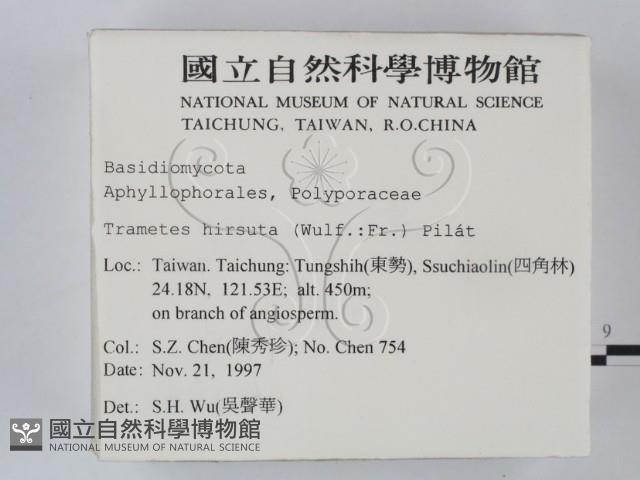 國立自然科學博物館
NATIONAL MUSEUM OF NATURAL SCIENCE
TAICHUNG, TAIWAN, R.O.CHINA
Basidiomycota
Aphyllophorales, Polyporaceae
Trametes hirsuta (Wulf.:Fr.) Pilát
Loc.: Taiwan. Taichung: Tungshih(東勢), Ssuchiaolin(四角林)
24.18N, 121.53E; alt. 450m;
on branch of angiosperm.
Col.: S.Z. Chen(陳秀珍); No. Chen 754
Date: Nov. 21, 1997
Det.: S.H. Wu(吳聲華)
9
國立自然科學博物館
NATIONAL MUSEUM OF NATURAL SCIENCE